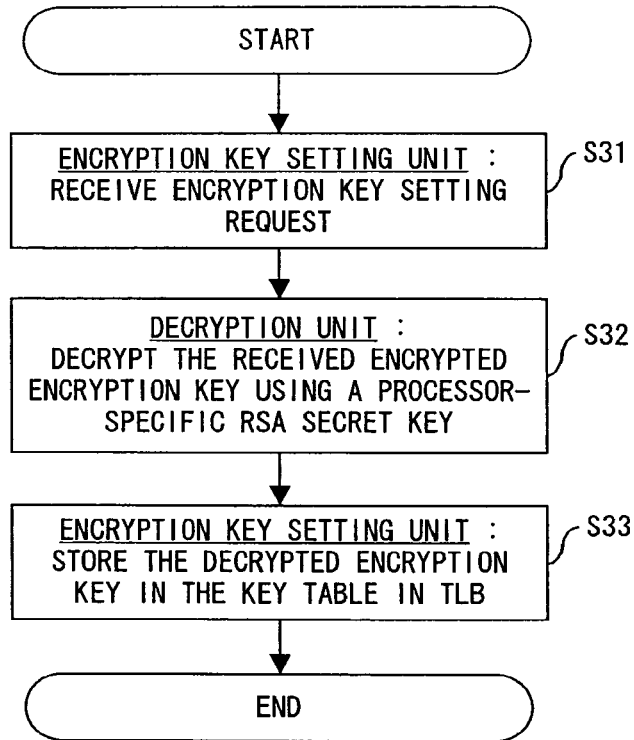 START
ENCRYPTION KEY SETTING UNIT :
RECEIVE ENCRYPTION KEY SETTING
REQUEST
S31
DECRYPTION UNIT :
DECRYPT THE RECEIVED ENCRYPTED
ENCRYPTION KEY USING A PROCESSOR-
SPECIFIC RSA SECRET KEY
S32
ENCRYPTION KEY SETTING UNIT :
STORE THE DECRYPTED ENCRYPTION
KEY IN THE KEY TABLE IN TLB
S33
END